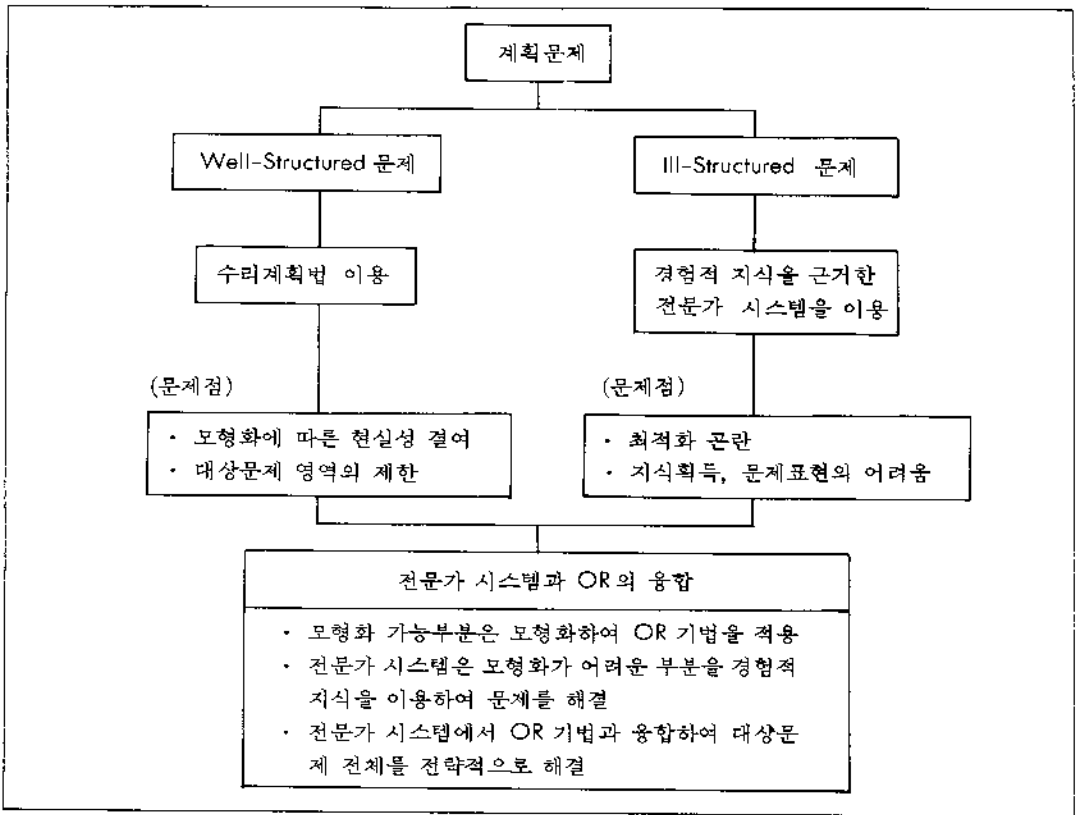 계획문제
Well-Structured 문제
Ill-Structured 문제
수리계획법 이용
경험적 지식을 근거한
전문가 시스템을 이용
(문제점)
· 모형화에 따른 현실성 결여
· 대상문제 영역의 제한
(문제점)
· 최적화 곤란
· 지식획득, 문제표현의 어려움
전문가 시스템과 OR의 융합
· 모형화 가능부분은 모형화하여 OR 기법을 적용
· 전문가 시스템은 모형화가 어려운 부분을 경험적
지식을 이용하여 문제를 해결
· 전문가 시스템에서 OR 기법과 융합하여 대상문
제 전체를 전략적으로 해결